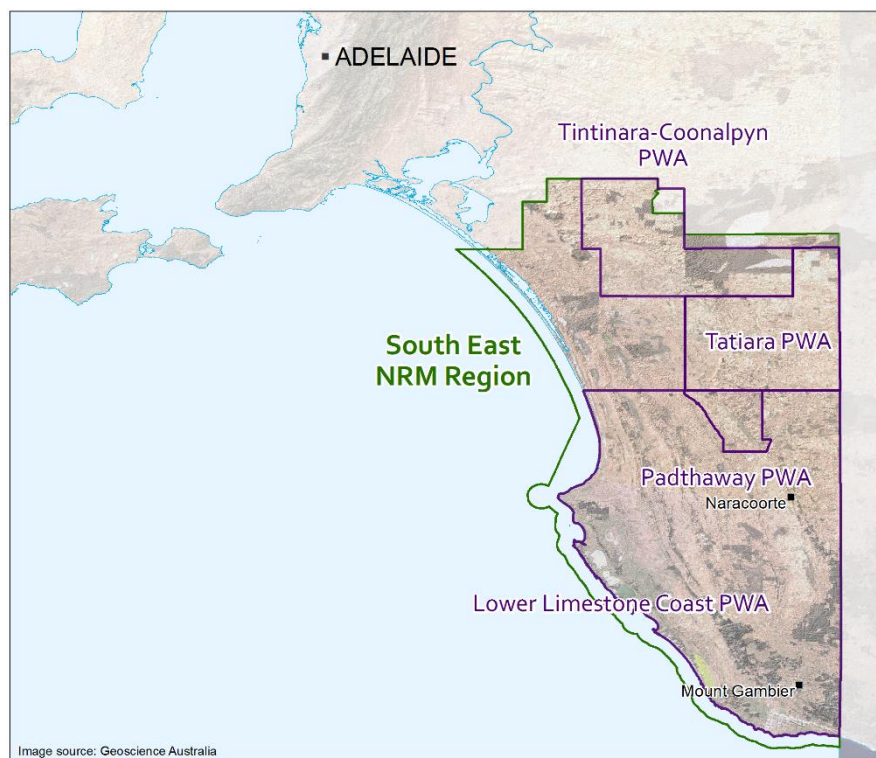 ADELAIDE
Tintinara-Coonalpyn
PWA
South East
NRM Region
Tatiara PWA
Padthaway PWA
Naracoorte
Lower Limestone Coast PWA
Mount Gambier
Image source: Geoscience Australia